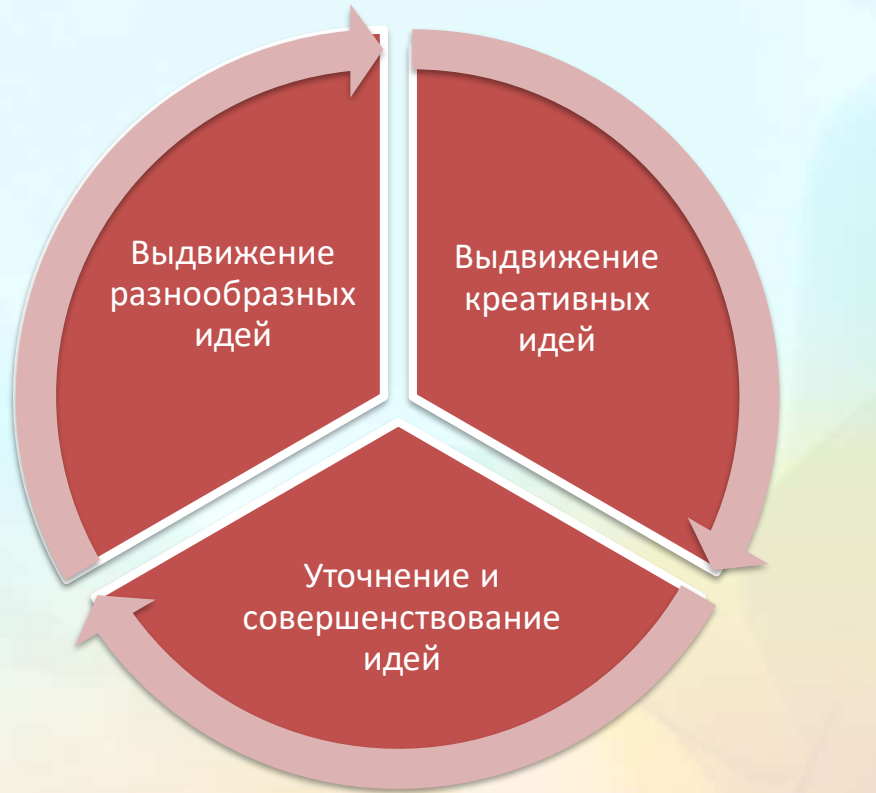 Выдвижение
разнообразных
идей
Выдвижение
креативных
идей
Уточнение и
совершенствование
идей